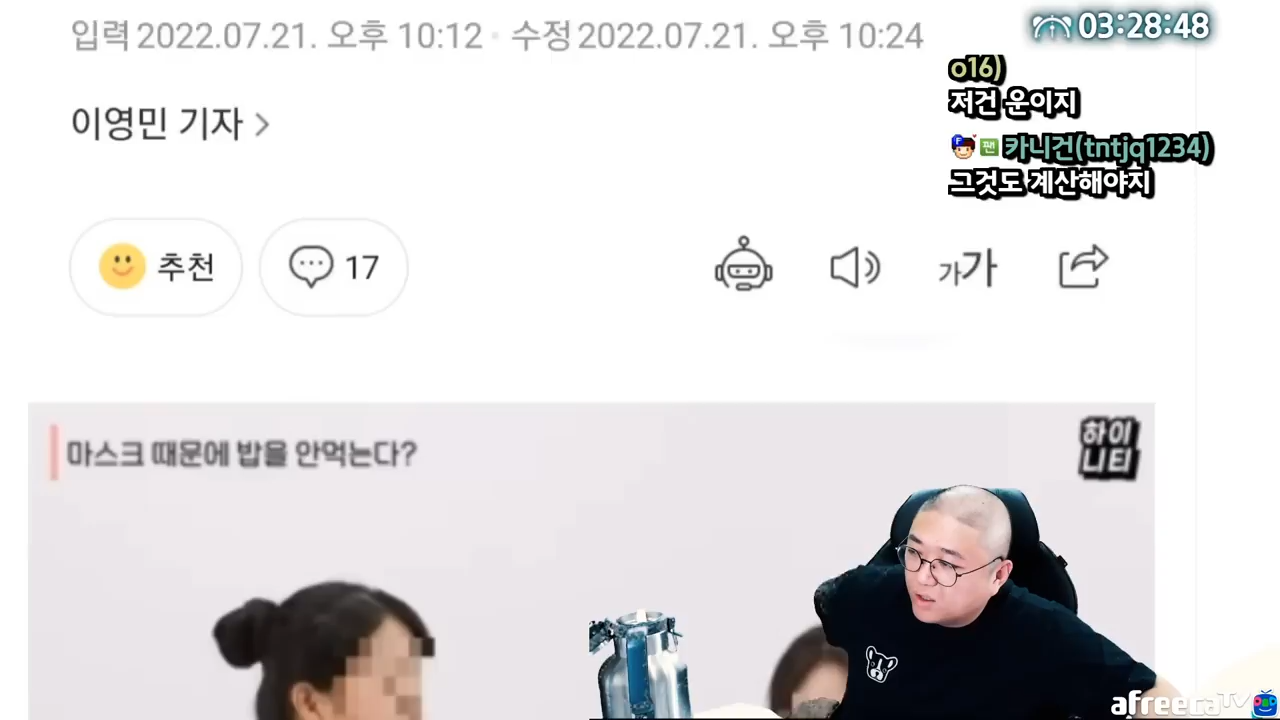 입력 2022.07.21. 오후 10:12 · 수정 2022.07.21. 오후 10:24
03:28:48
o16)
저건 운이지
이영민 기자 >
F 팬 카니건(tntjq1234)
그것도 계산해야지
추천
17
가가
마스크 때문에 밥을 안먹는다?
하이
니티
afreecaTV